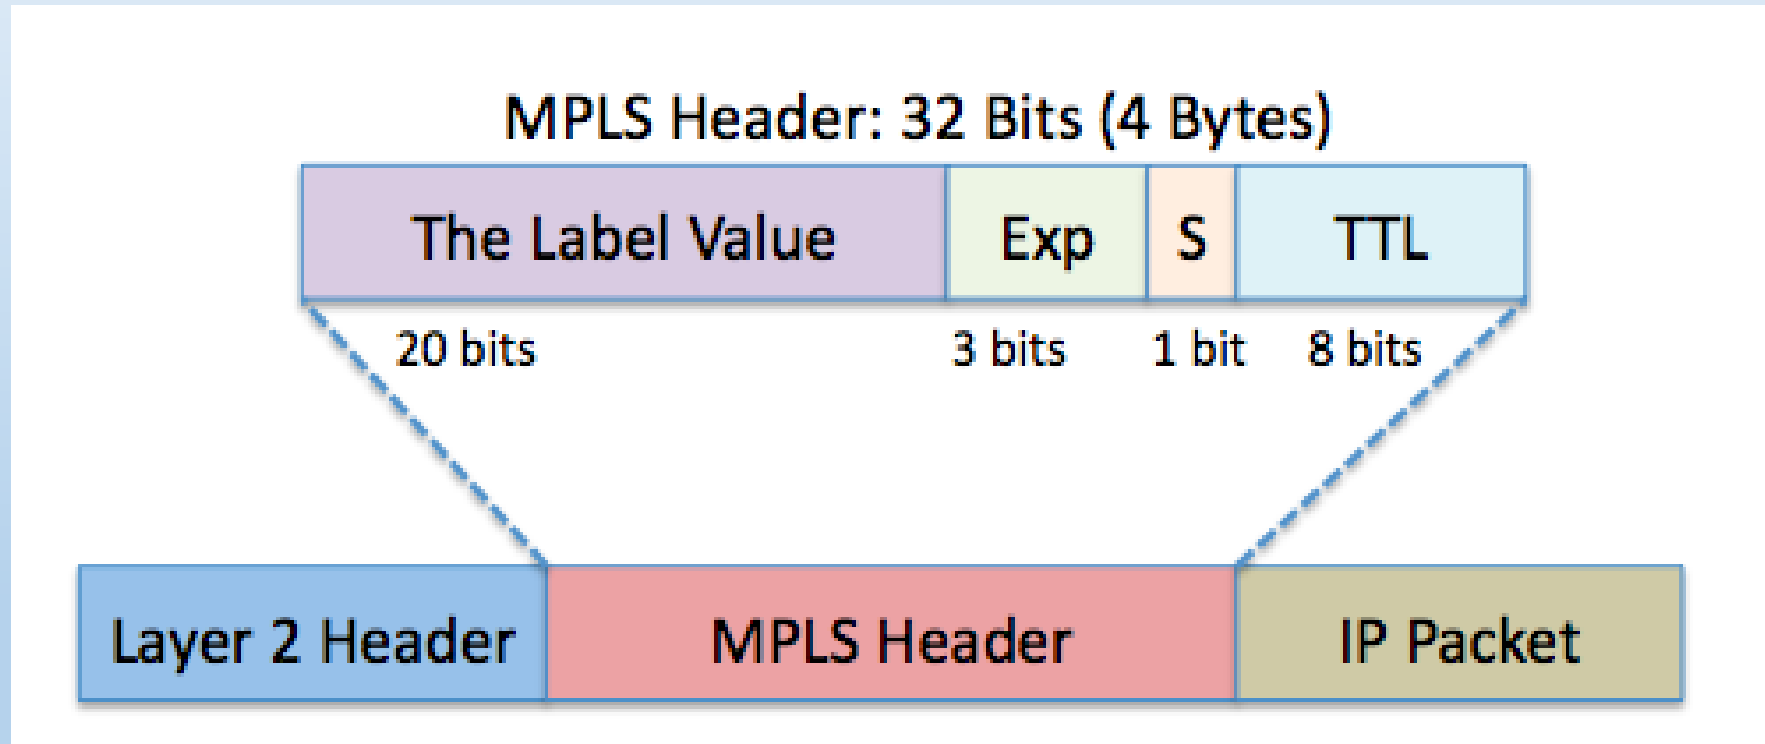 MPLS Header: 32 Bits (4 Bytes)
The Label Value Exp S TTL
20 bits 3 bits 1 bit 8 bits
Layer 2 Header MPLS Header IP Packet